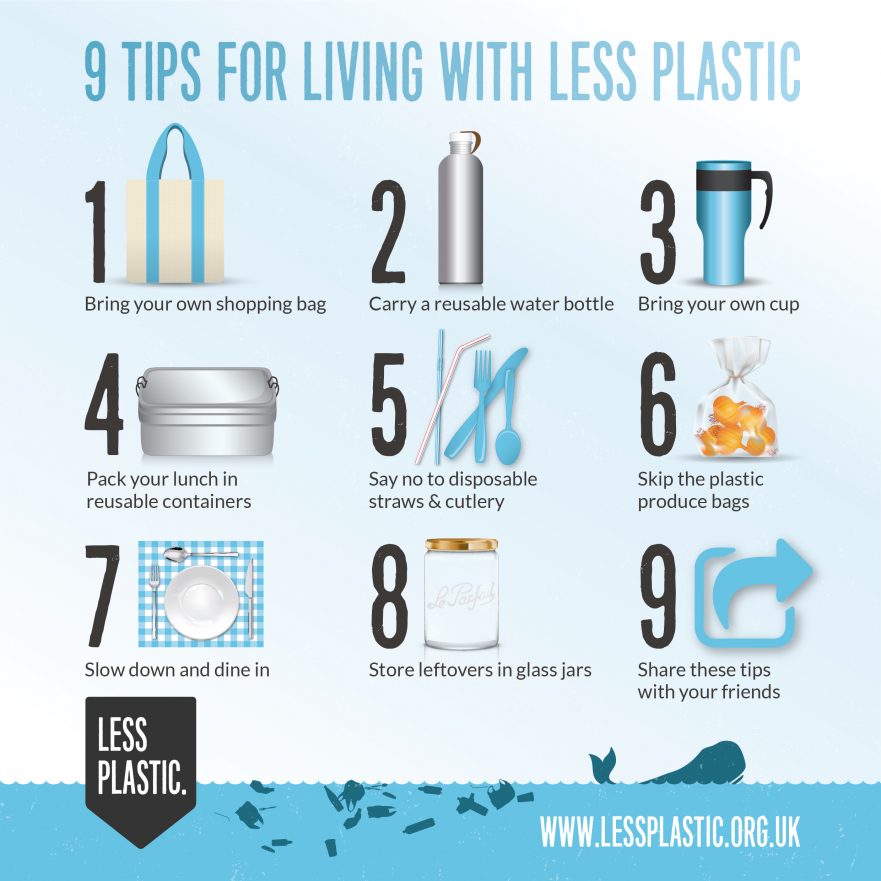 9 TIPS FOR LIVING WITH LESS PLASTIC
1
Bring your own shopping bag
2
Carry a reusable water bottle
3
Bring your own cup
4
Pack your lunch in
reusable containers
5
Say no to disposable
straws & cutlery
6
Skip the plastic
produce bags
7
Slow down and dine in
8
Le Parfait
Store leftovers in glass jars
9
Share these tips
with your friends
LESS
PLASTIC.
WWW.LESSPLASTIC.ORG.UK